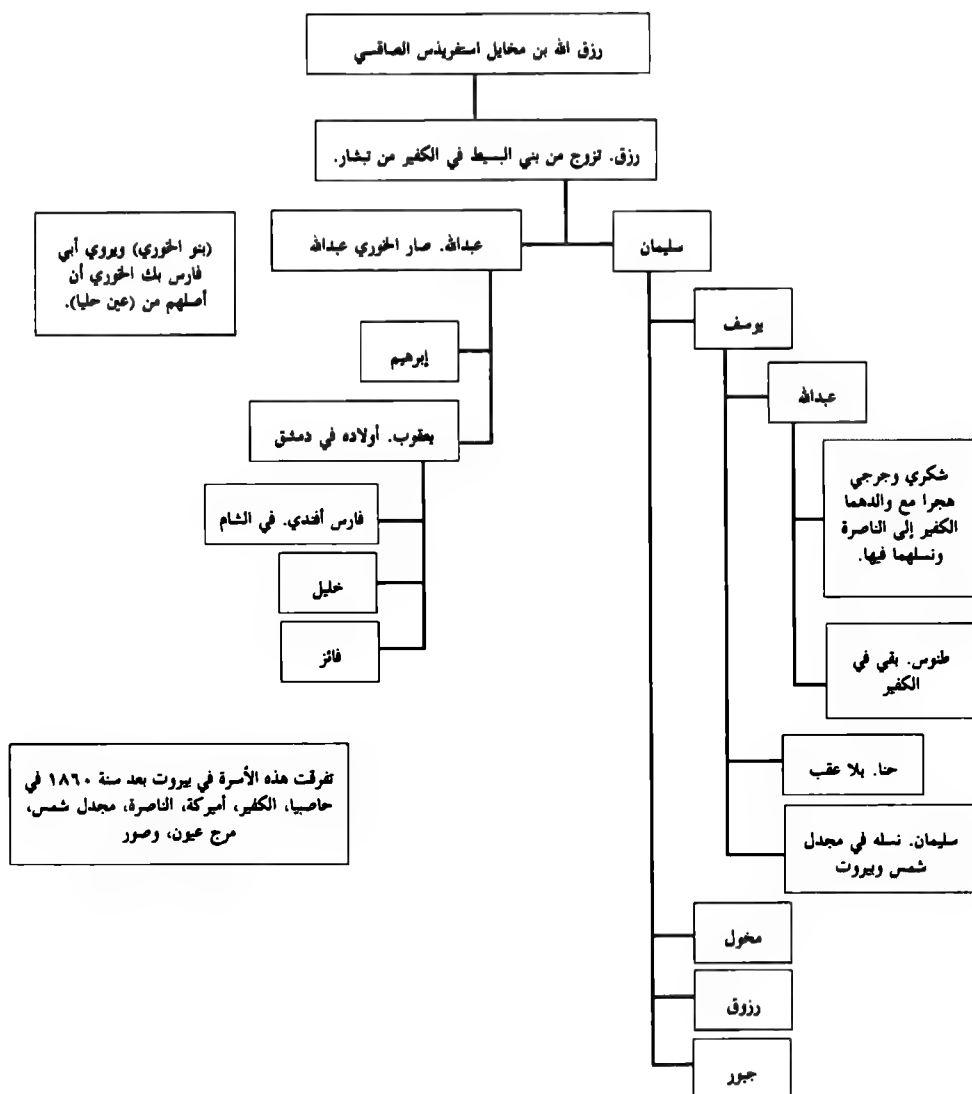 رزق الله بن مخايل استفريذس الصاقسي
رزق. تزوج من بني البسيط في الكفير من تبشار.
سليمان
عبدالله. صار الخوري عبدالله
(بنو الخوري) ويروي أبي
فارس بك الخوري أن
أصلهم من (عين حليا).
يوسف
إبرهيم
عبدالله
يعقوب. أولاده في دمشق
شكري وجرجي
هجرا مع والدهما
الكفير إلى الناصرة
ونسلهما فيها.
فارس أفندي. في الشام
خليل
فائز
طنوس. بقي في
الكفير
حنا. بلا عقب
تفرقت هذه الأسرة في بيروت بعد سنة ١٨٦٠ في
حاصبيا، الكفير، أميركة، الناصرة، مجدل شمس،
مرج عيون، وصور
سليمان. نسله في مجدل
شمس وبيروت
مخول
رزوق
جبور